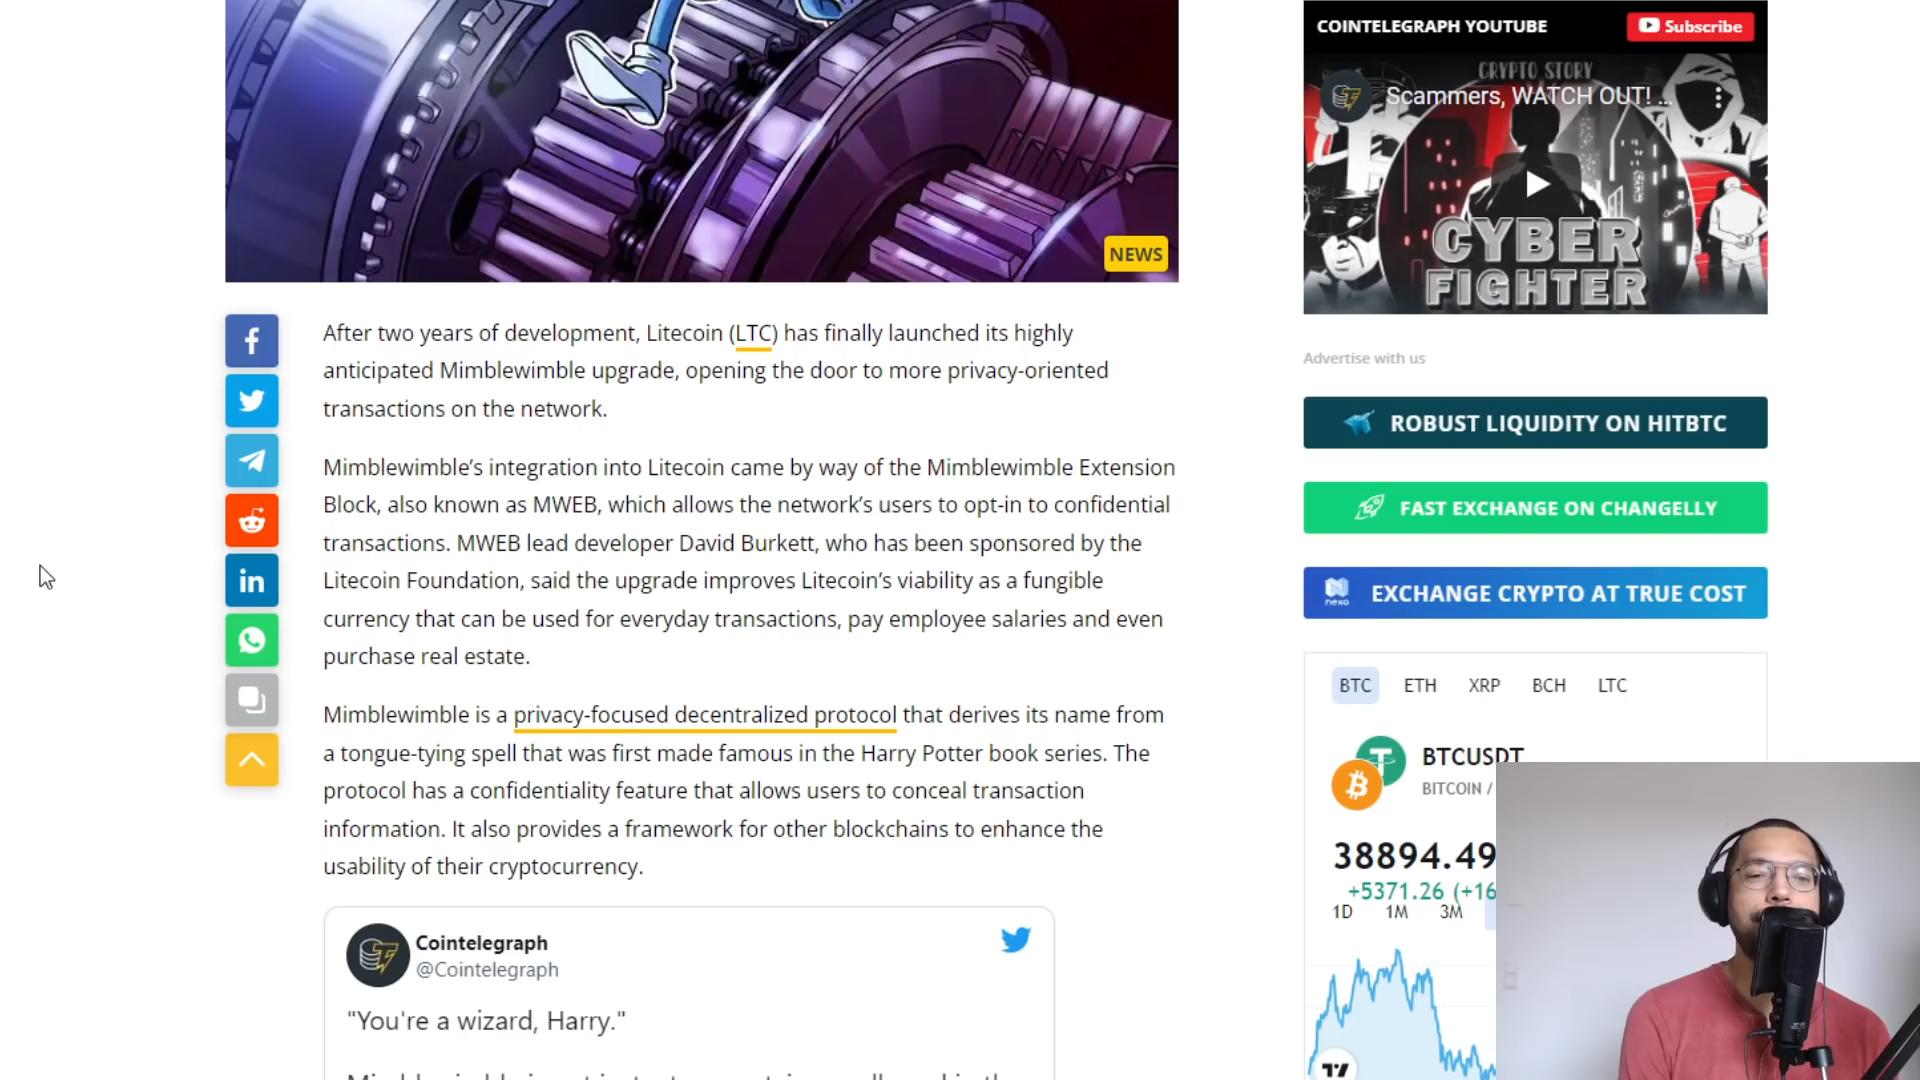 COINTELEGRAPH YOUTUBE
Subscribe
CRYPTO STORY
Scammers, WATCH OUT! ...
CYBER
FIGHTER
NEWS
After two years of development, Litecoin (LTC) has finally launched its highly
anticipated Mimblewimble upgrade, opening the door to more privacy-oriented
transactions on the network.
Mimblewimble’s integration into Litecoin came by way of the Mimblewimble Extension
Block, also known as MWEB, which allows the network’s users to opt-in to confidential
transactions. MWEB lead developer David Burkett, who has been sponsored by the
Litecoin Foundation, said the upgrade improves Litecoin’s viability as a fungible
currency that can be used for everyday transactions, pay employee salaries and even
purchase real estate.
Mimblewimble is a privacy-focused decentralized protocol that derives its name from
a tongue-tying spell that was first made famous in the Harry Potter book series. The
protocol has a confidentiality feature that allows users to conceal transaction
information. It also provides a framework for other blockchains to enhance the
usability of their cryptocurrency.
Cointelegraph
@Cointelegraph
"You're a wizard, Harry."
Advertise with us
ROBUST LIQUIDITY ON HITBTC
FAST EXCHANGE ON CHANGELLY
nexo
EXCHANGE CRYPTO AT TRUE COST
BTC ETH XRP BCH LTC
BTCUSDT
BITCOIN /
38894.49
+5371.26 (+16
1D 1M 3M